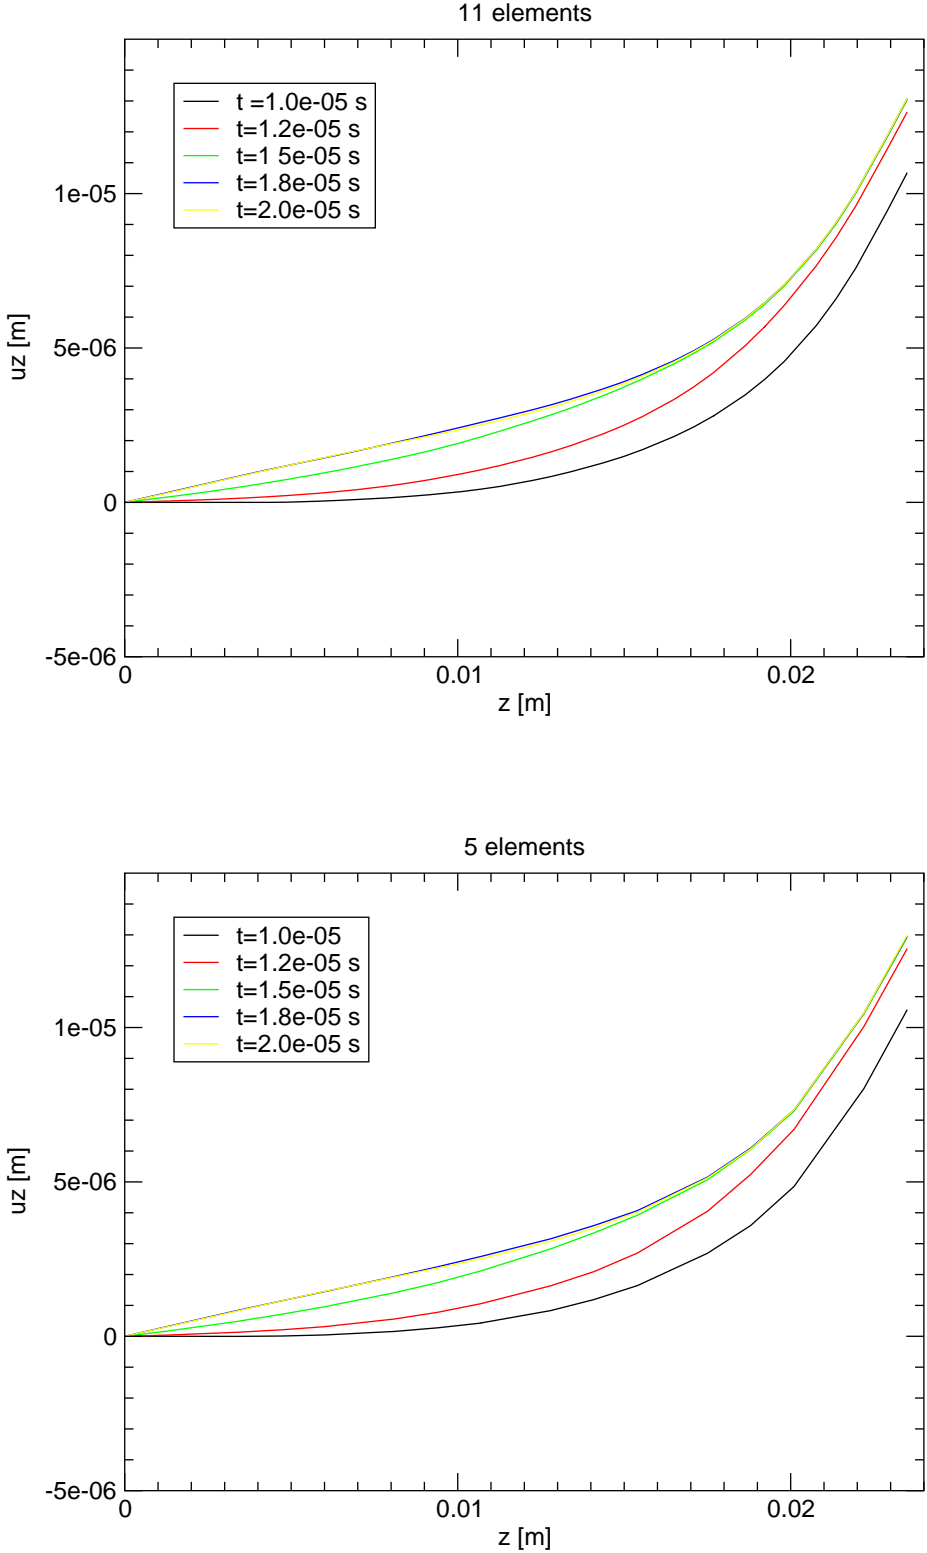 11 elements
t =1.0e-05 s
t=1.2e-05 s
t=1 5e-05 s
t=1.8e-05 s
t=2.0e-05 s
1e-05
5e-06
0
-5e-06
uz [m]
0
0.01
0.02
z [m]
5 elements
t=1.0e-05
t=1.2e-05 s
t=1.5e-05 s
t=1.8e-05 s
t=2.0e-05 s
1e-05
5e-06
0
-5e-06
uz [m]
0
0.01
0.02
z [m]